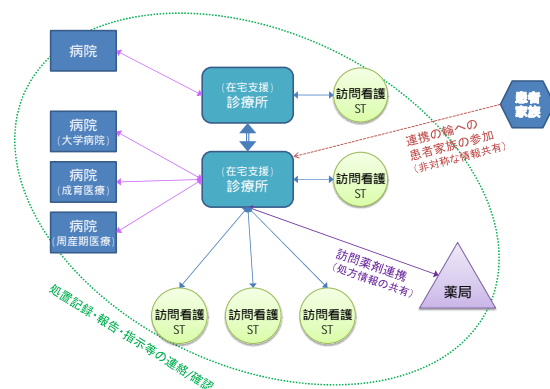 病院
(在宅支援)
診療所
訪問看護
ST
患者
家族
病院
(大学病院)
連携の輪への
患者家族の参加
(非対称な情報共有)
病院
(成育医療)
(在宅支援)
診療所
訪問看護
ST
病院
(周産期医療)
訪問薬剤連携
(処方情報の共有)
薬局
訪問看護
ST
訪問看護
ST
訪問看護
ST
処置記録・報告・指示等の連絡/確認